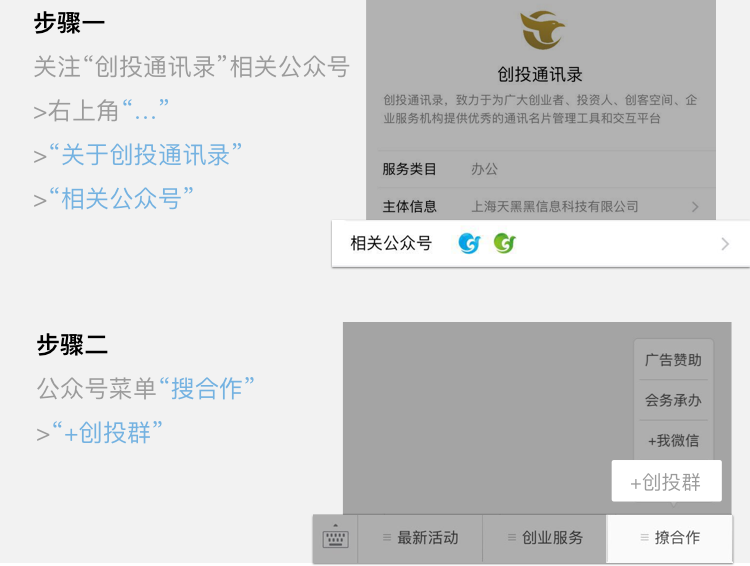 步骤一
关注“创投通讯录”相关公众号
>右上角“…”
>“关于创投通讯录”
>“相关公众号”
创投通讯录
创投通讯录，致力于为广大创业者、投资人、创客空间、企
业服务机构提供优秀的通讯名片管理工具和交互平台
服务类目 办公
主体信息 上海天黑黑信息科技有限公司
相关公众号
步骤二
公众号菜单“搜合作”
>“+创投群”
广告赞助
会务承办
+我微信
+创投群
最新活动 创业服务 撩合作